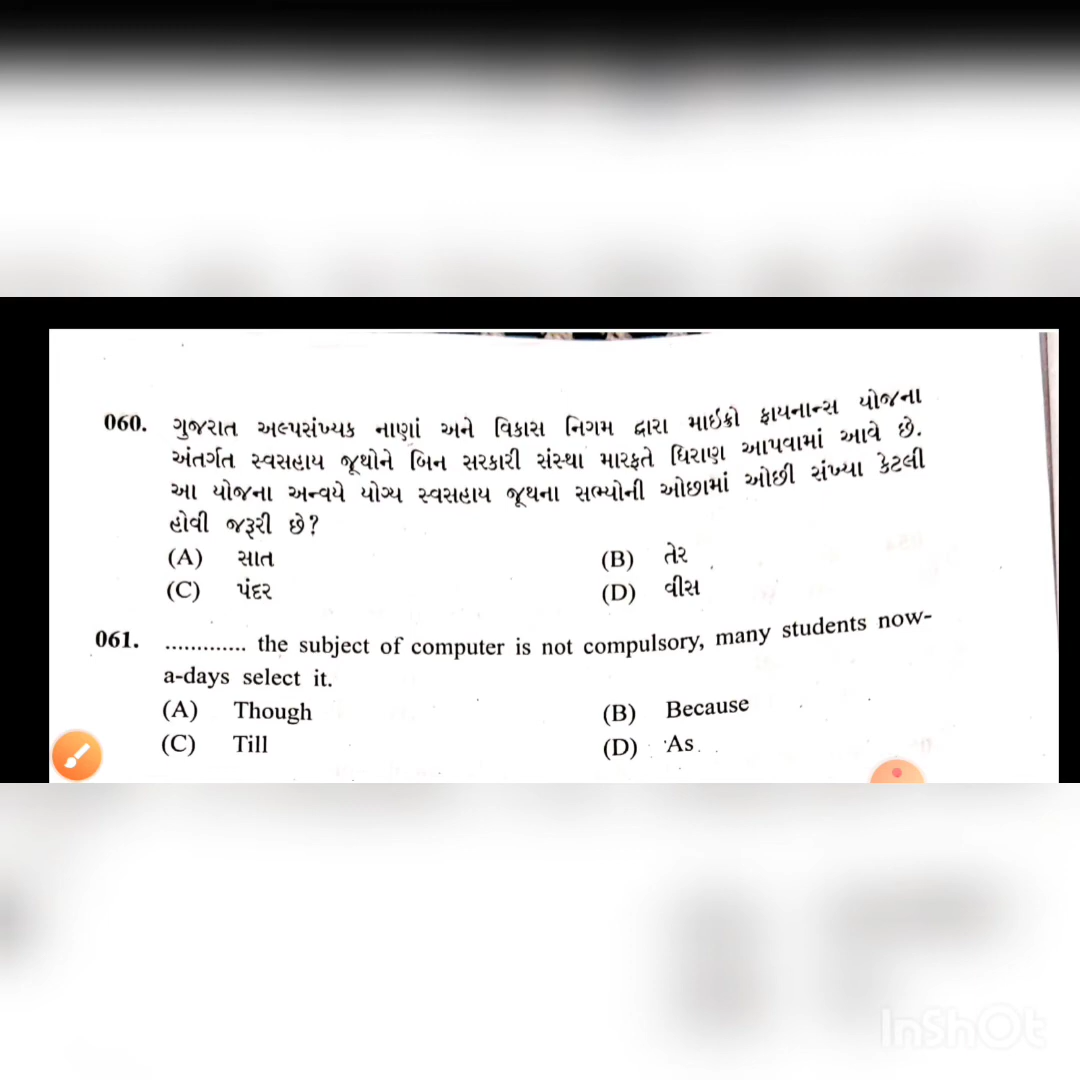 060. ગુજરાત અલ્પસંખ્યક નાણાં અને વિકાસ નિગમ દ્વારા માઈક્રો ફાયનાન્સ યોજના
અંતર્ગત સ્વસહાય જૂથોને બિન સરકારી સંસ્થા મારફતે ધિરાણ આપવામાં આવે છે.
આ યોજના અન્વયે યોગ્ય સ્વસહાય જૂથના સભ્યોની ઓછામાં ઓછી સંખ્યા કેટલી
હોવી જરૂરી છે?
(A) સાત (B) તેર
(C) પંદર (D) વીસ
061. ............. the subject of computer is not compulsory, many students now-
a-days select it.
(A) Though (B) Because
(C) Till (D) As
InShOt